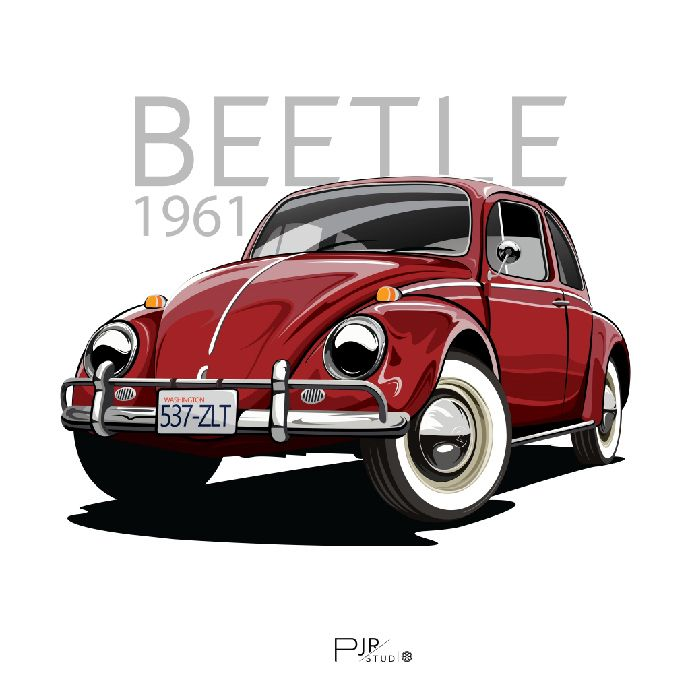 BEETLE
1961
WASHINGTON
537-ZLT
PJR
STUDIO